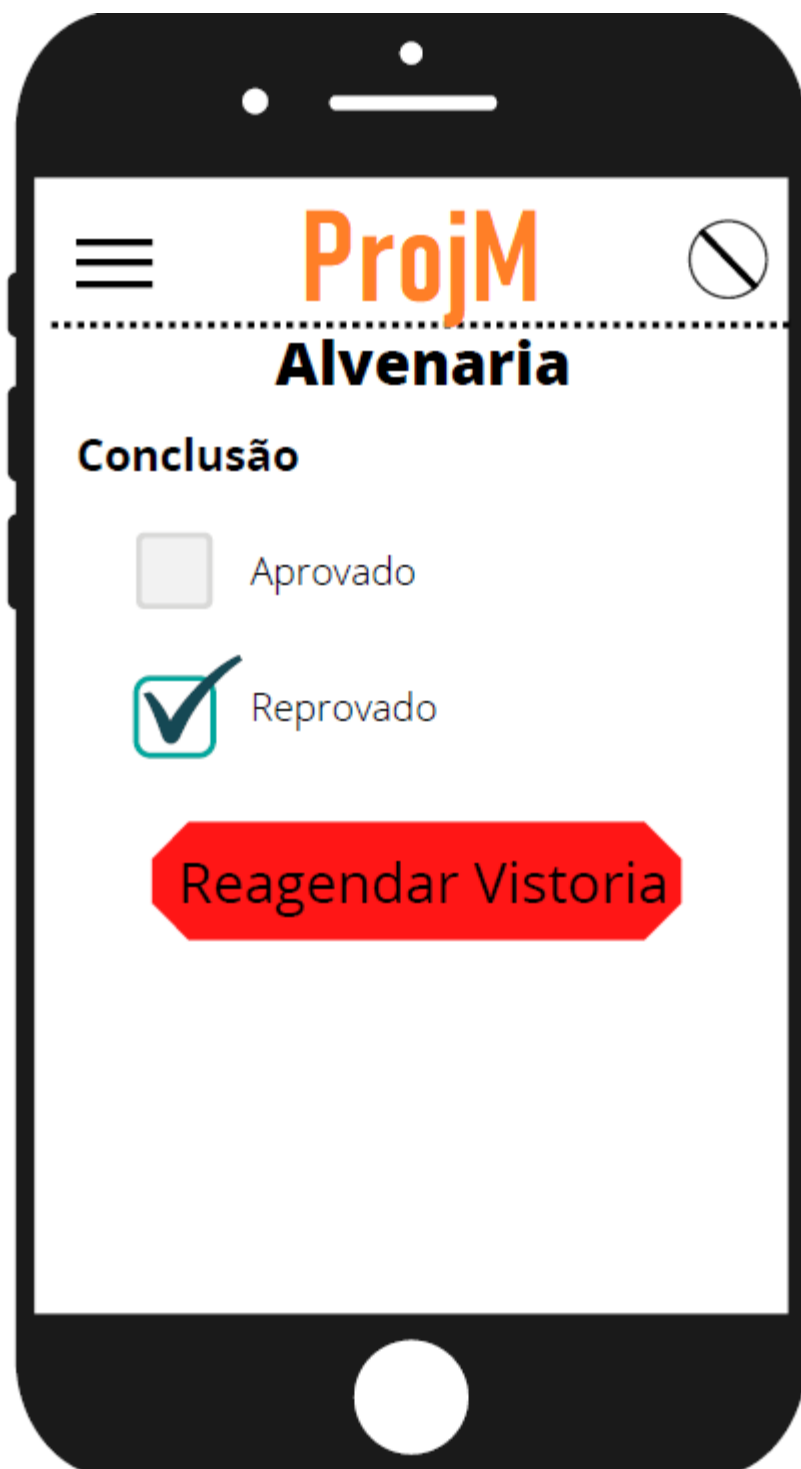 ProjM
Alvenaria
Conclusão
Aprovado
Reprovado
Reagendar Vistoria